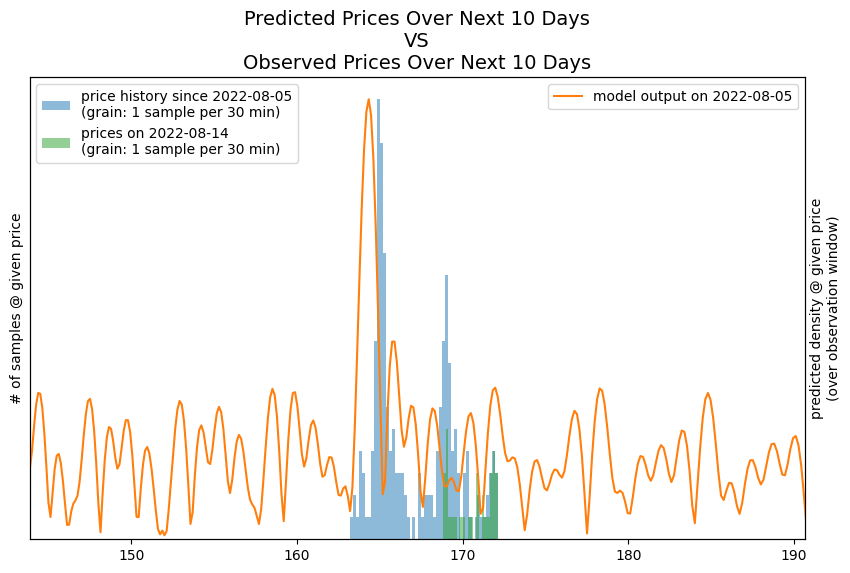 Predicted Prices Over Next 10 Days
VS
Observed Prices Over Next 10 Days
price history since 2022-08-05
(grain: 1 sample per 30 min)
prices on 2022-08-14
(grain: 1 sample per 30 min)
model output on 2022-08-05
# of samples @ given price
predicted density @ given price
(over observation window)
150
160
170
180
190